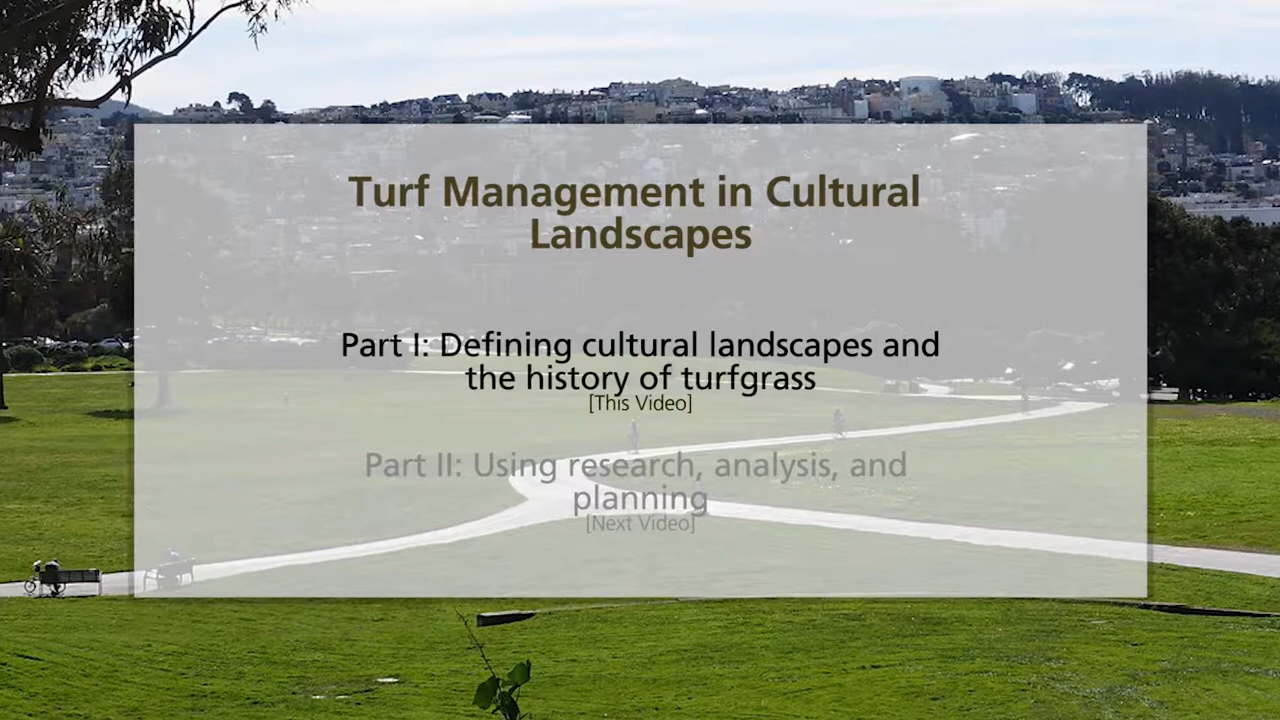 Turf Management in Cultural
Landscapes
Part I: Defining cultural landscapes and
the history of turfgrass
[This Video]
Part II: Using research, analysis, and
planning
[Next Video]